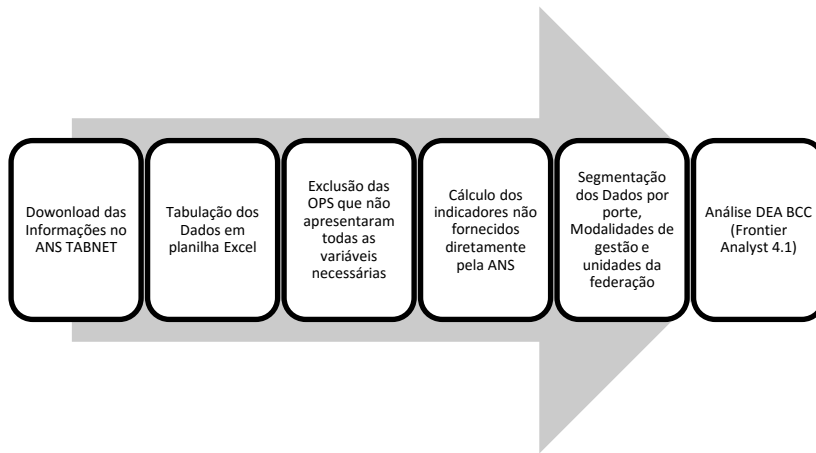 Dowonload das
Informações no
ANS TABNET
Tabulação dos
Dados em
planilha Excel
Exclusão das
OPS que não
apresentaram
todas as
variáveis
necessárias
Cálculo dos
indicadores não
fornecidos
diretamente
pela ANS
Segmentação
dos Dados por
porte,
Modalidades de
gestão e
unidades da
federação
Análise DEA BCC
(Frontier
Analyst 4.1)